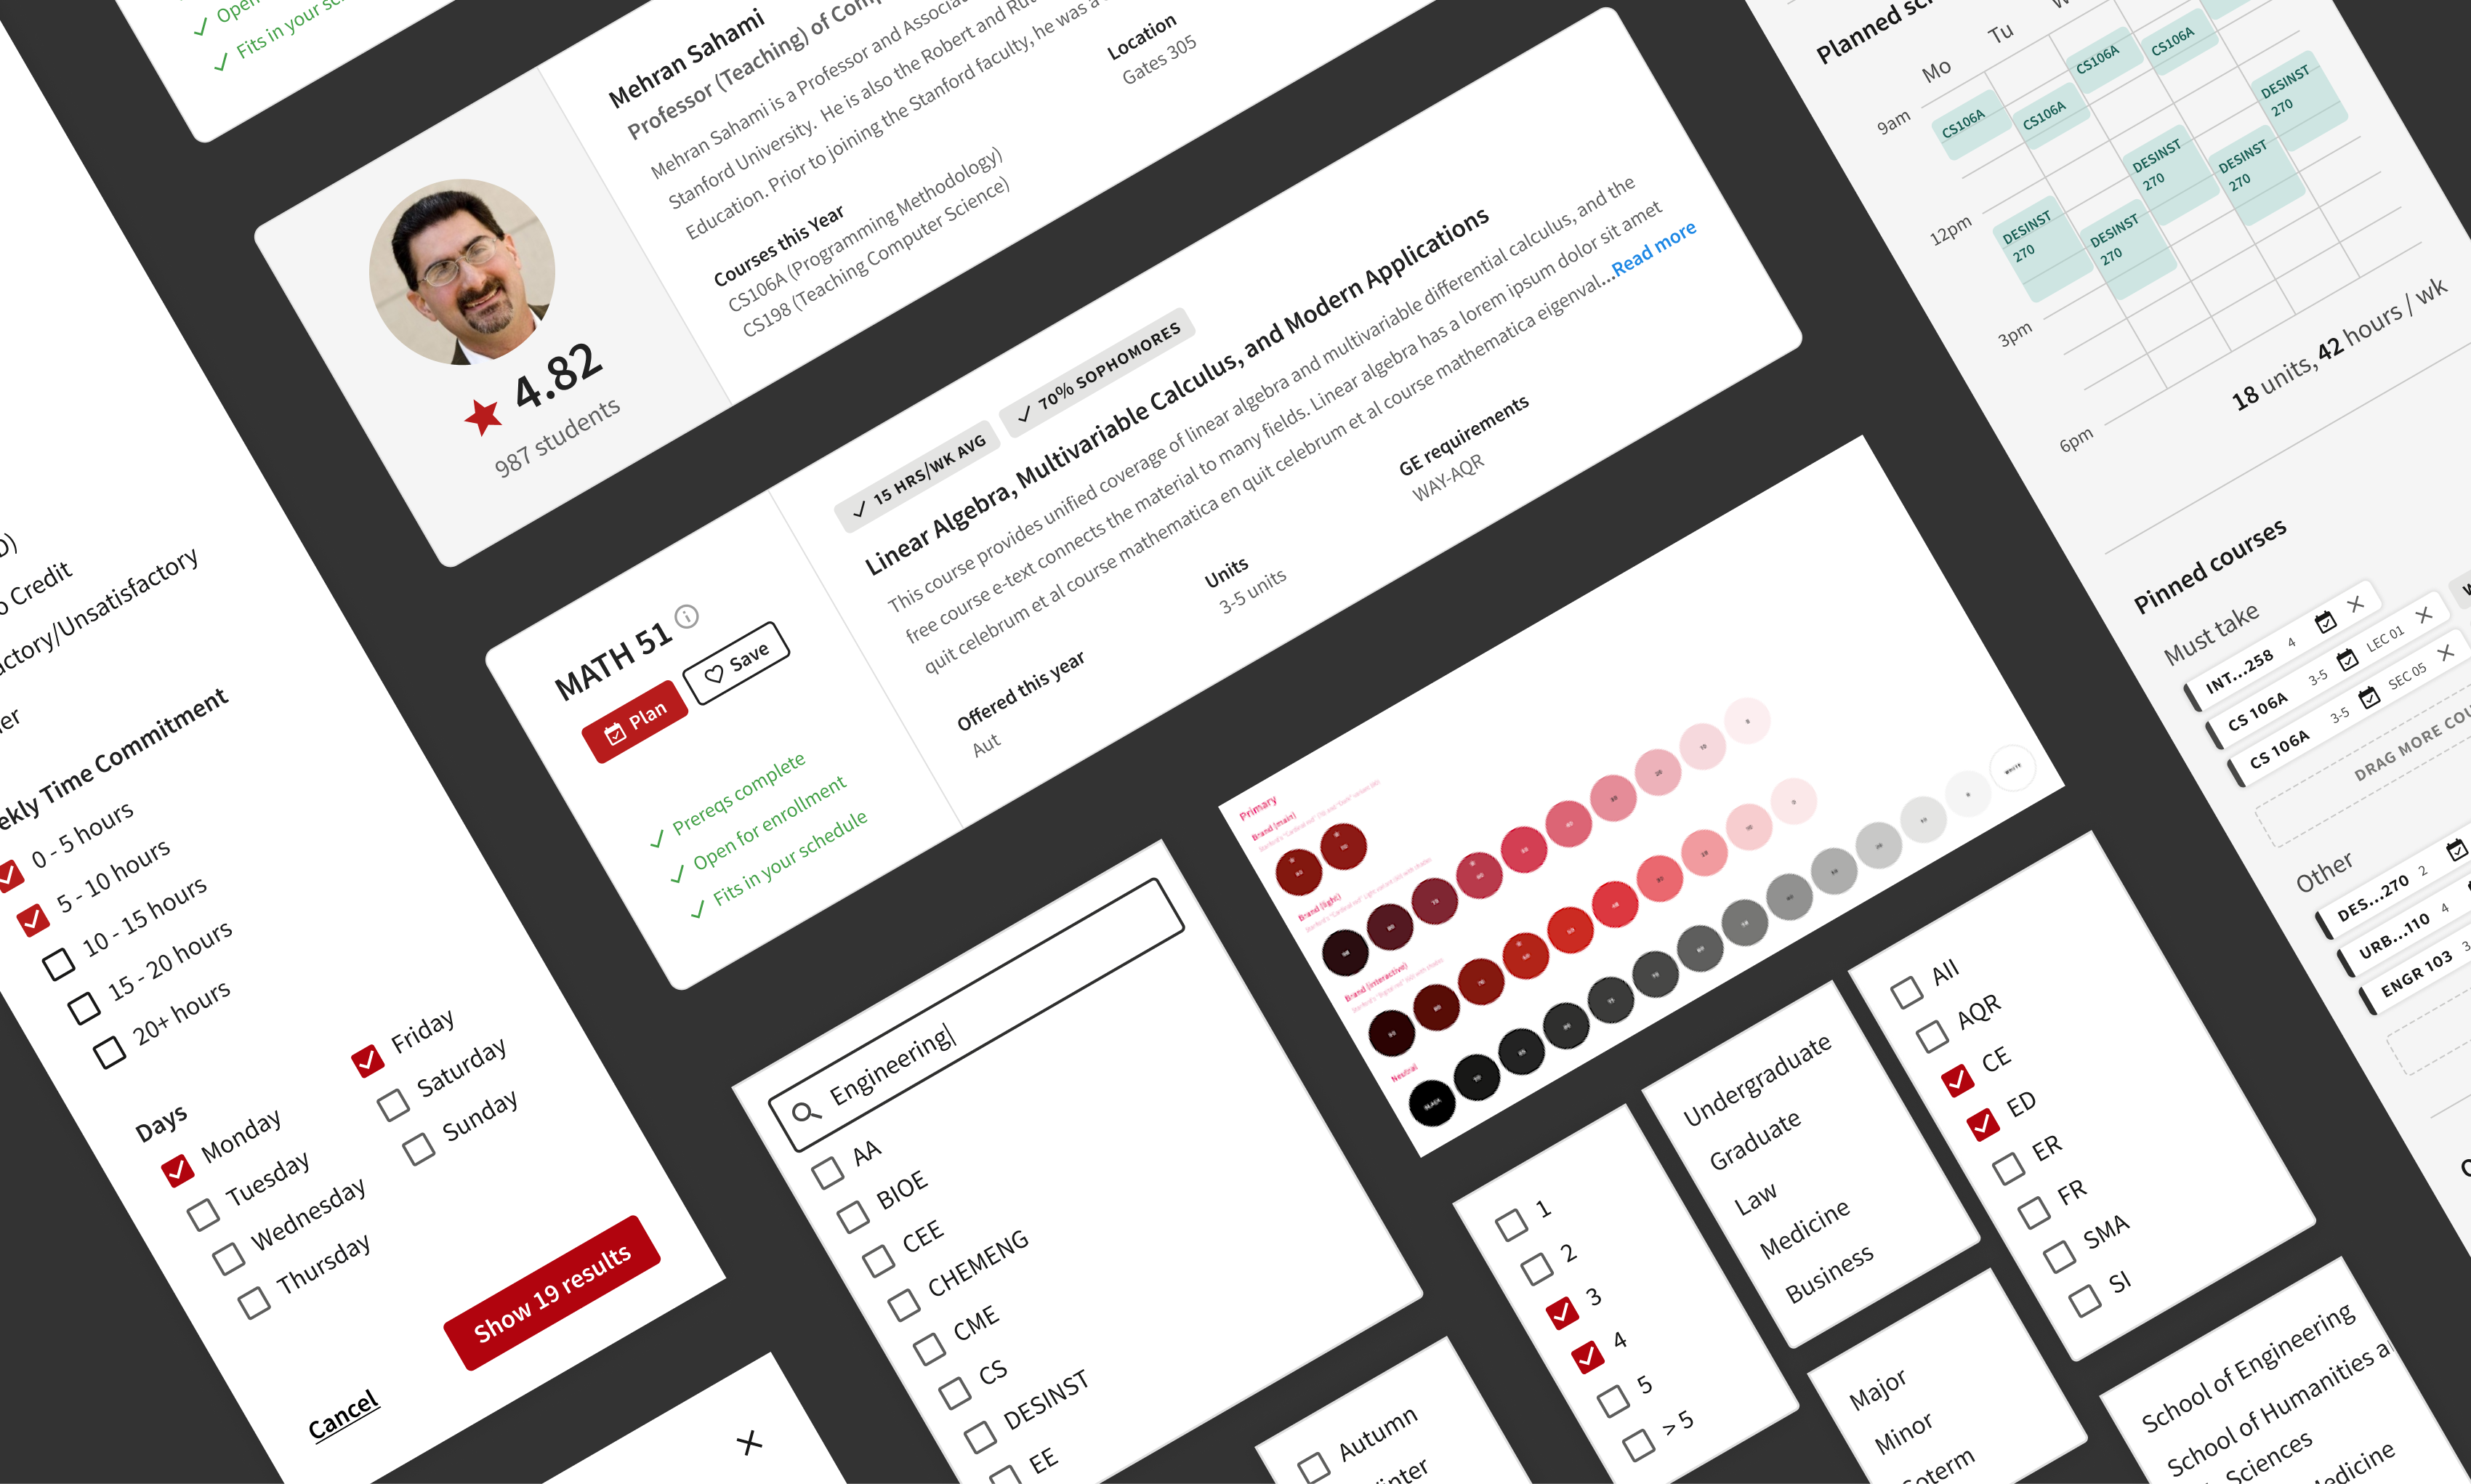 Open
Fits in your
Mehran Sahami
Professor (Teaching) of
Mehran Sahami is a Professor and
Stanford University. He is also the Robert and
Education. Prior to joining the Stanford faculty, he was a
Location
Gates 305
Courses this Year
CS106A (Programming Methodology)
CS198 (Teaching Computer Science)
4.82
987 students
15 HRS/WK AVG
70% SOPHOMORES
Linear Algebra, Multivariable Calculus, and Modern Applications
This course provides unified coverage of linear algebra and multivariable differential calculus, and the
free course e-text connects the material to many fields. Linear algebra has a lorem ipsum dolor sit amet
quit celebrum et al course mathematica en quit celebrum et al course mathematica eigenval...Read more
Offered this year
Aut
Units
3-5 units
GE requirements
WAY-AQR
MATH 51
Plan
Save
Prereqs complete
Open for enrollment
Fits in your schedule
Credit
actory/Unsatisfactory
ekly Time Commitment
0 - 5 hours
5 - 10 hours
10 - 15 hours
15 - 20 hours
20+ hours
Days
Monday
Tuesday
Wednesday
Thursday
Friday
Saturday
Sunday
Show 19 results
Cancel
Engineering
AA
BIOE
CEE
CHEMENG
CME
CS
DESINST
EE
Primary
Brand (main)
Brand (light)
Brand (interactive)
Neutral
BLACK
WHITE
Autumn
1
2
3
4
5
> 5
Undergraduate
Graduate
Law
Medicine
Business
Major
Minor
All
AQR
CE
ED
ER
FR
SMA
SI
School of Engineering
School of Humanities a
Sciences
Planned
Mo
Tu
9am
12pm
3pm
6pm
CS106A
CS106A
CS106A
CS106A
DESINST 270
DESINST 270
DESINST 270
DESINST 270
DESINST 270
18 units, 42 hours / wk
Pinned courses
Must take
INT...258 4
CS 106A 3-5 LEC 01
CS 106A 3-5 SEC 05
DRAG MORE
Other
DES...270 2
URB...110 4
ENGR 103